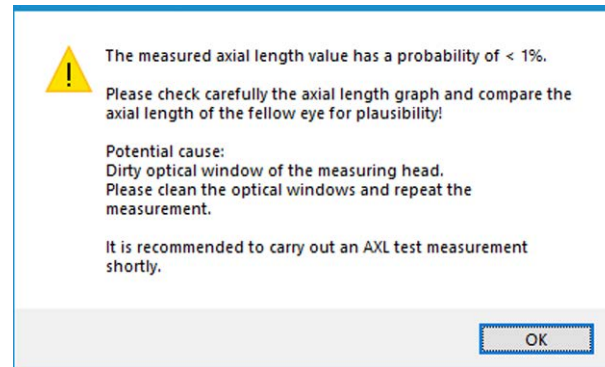 The measured axial length value has a probability of < 1%.
Please check carefully the axial length graph and compare the
axial length of the fellow eye for plausibility!
Potential cause:
Dirty optical window of the measuring head.
Please clean the optical windows and repeat the
measurement.
It is recommended to carry out an AXL test measurement
shortly.
OK